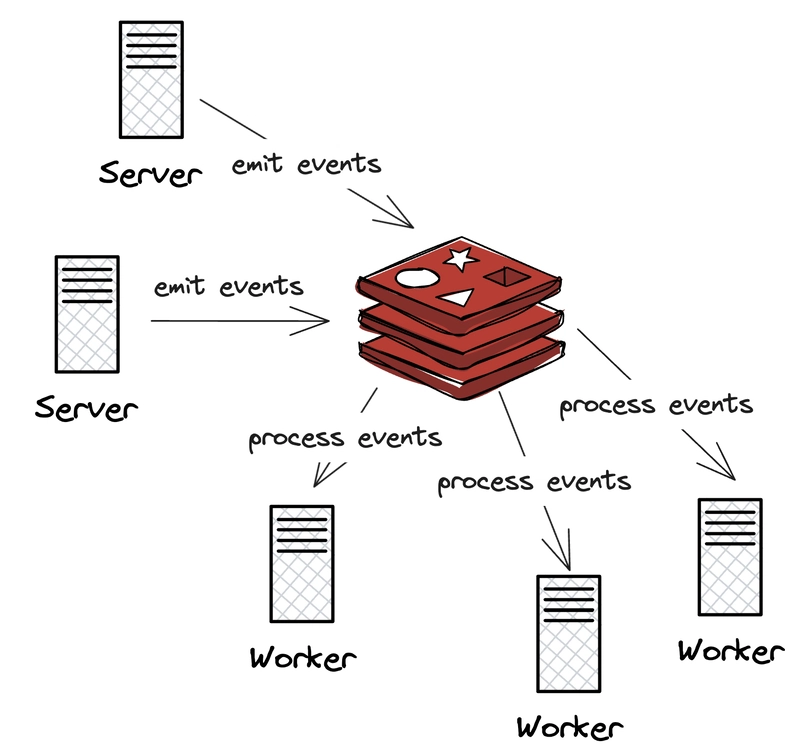 Server
emit events
emit events
Server
process events
process events
process events
Worker
Worker
Worker